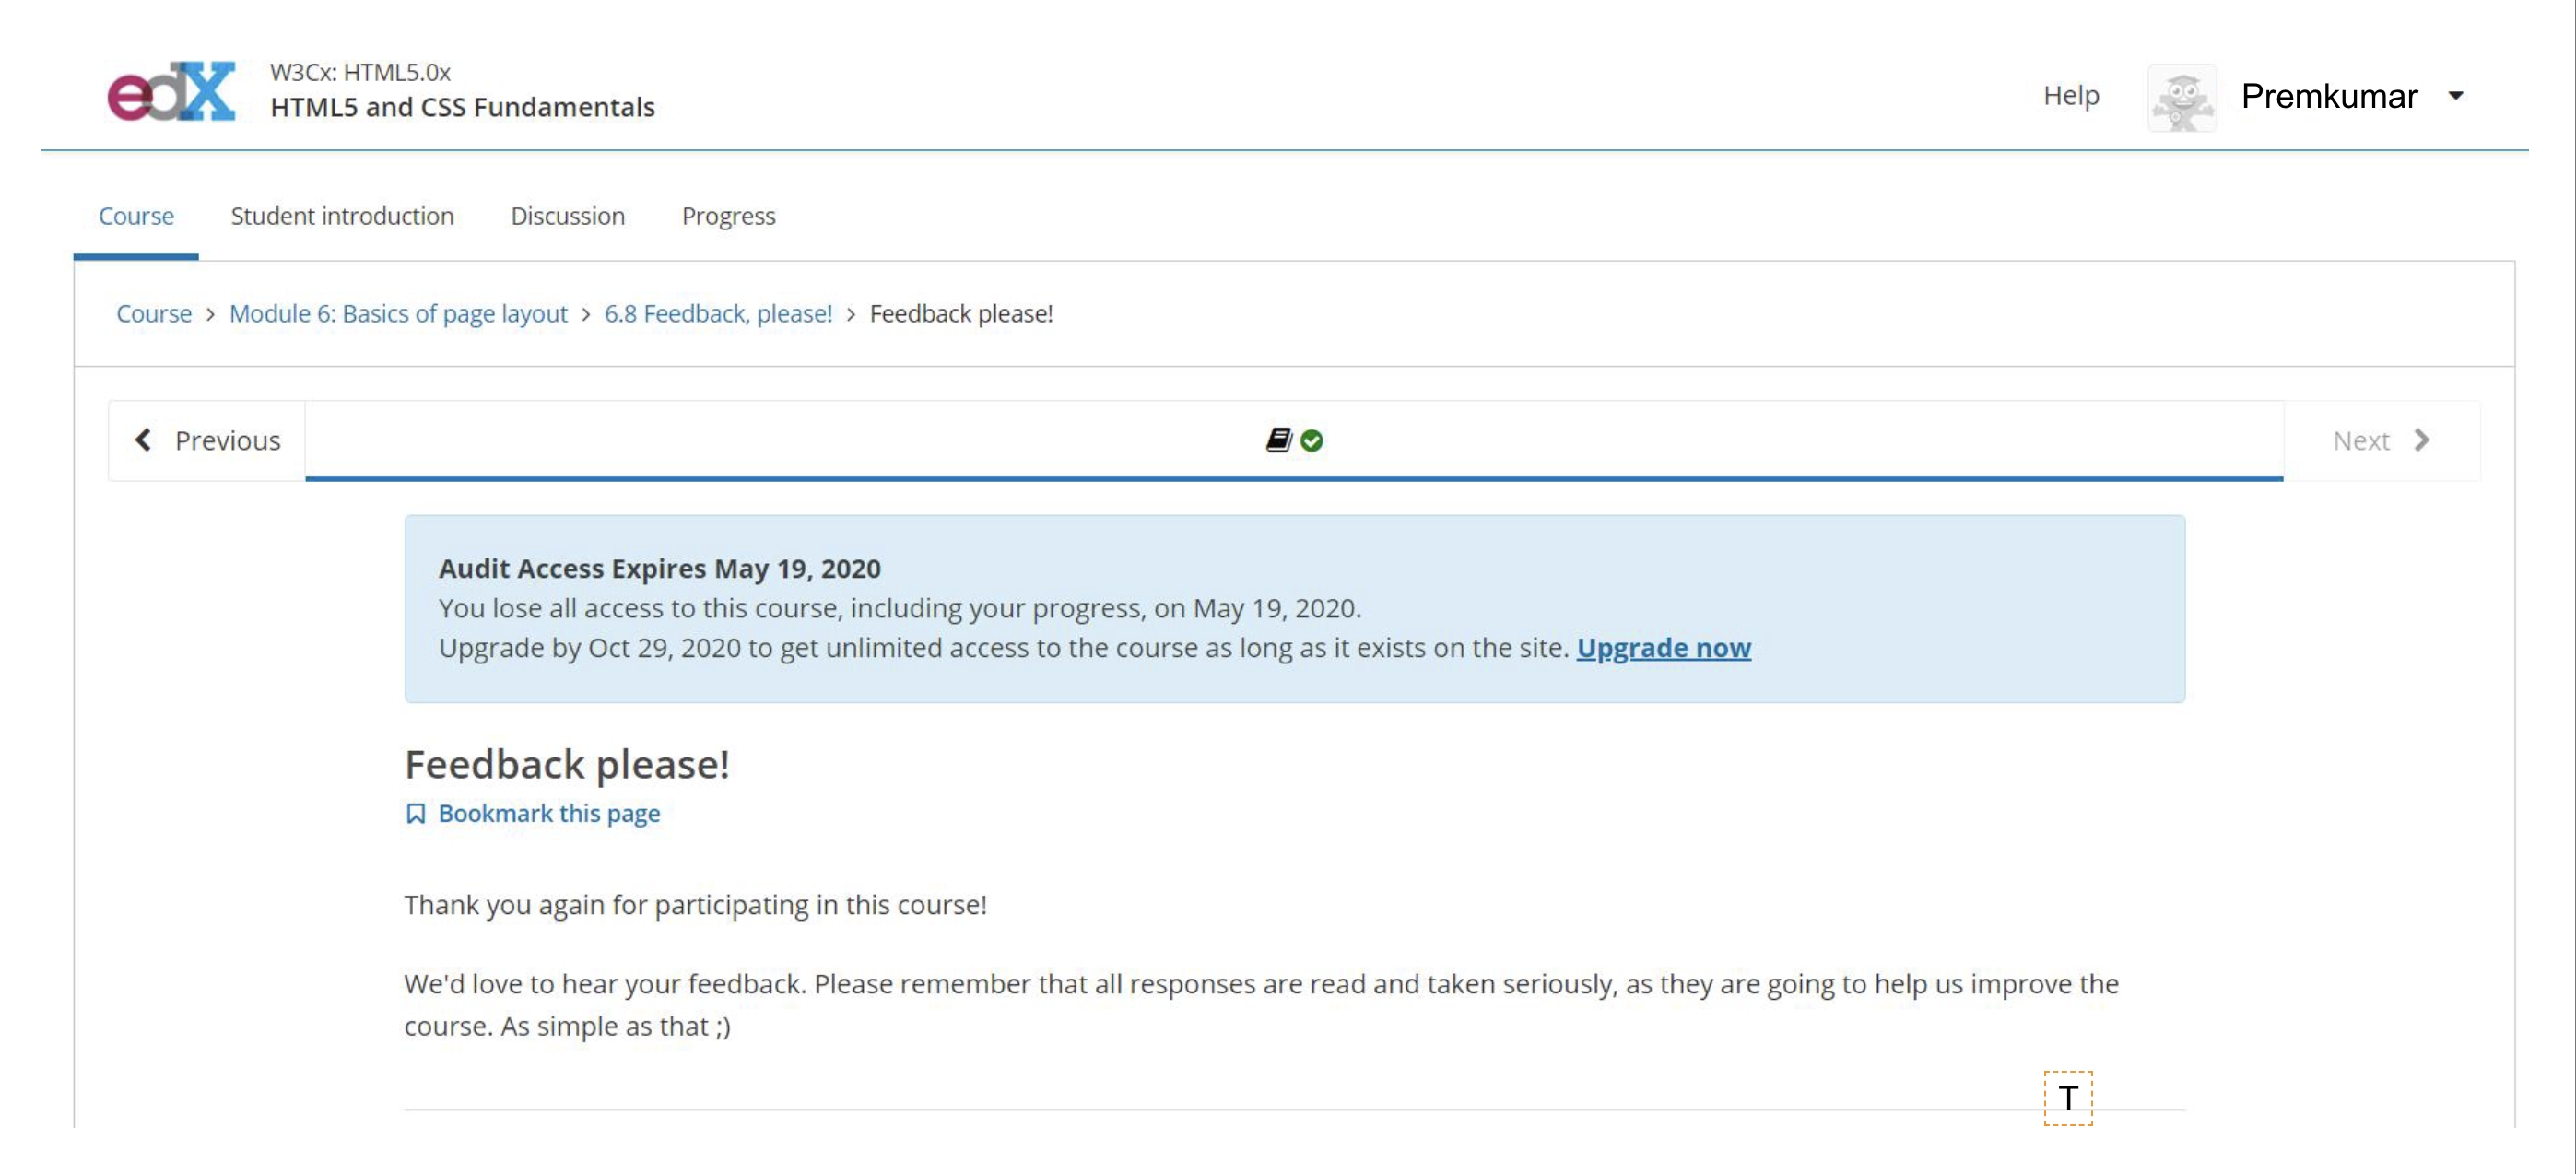 edX
W3Cx: HTML5.0x
HTML5 and CSS Fundamentals
Help
Premkumar
Course
Student introduction
Discussion
Progress
Course > Module 6: Basics of page layout > 6.8 Feedback, please! > Feedback please!
Previous
Next
Audit Access Expires May 19, 2020
You lose all access to this course, including your progress, on May 19, 2020.
Upgrade by Oct 29, 2020 to get unlimited access to the course as long as it exists on the site. Upgrade now
Feedback please!
Bookmark this page
Thank you again for participating in this course!
We'd love to hear your feedback. Please remember that all responses are read and taken seriously, as they are going to help us improve the
course. As simple as that ;)
T